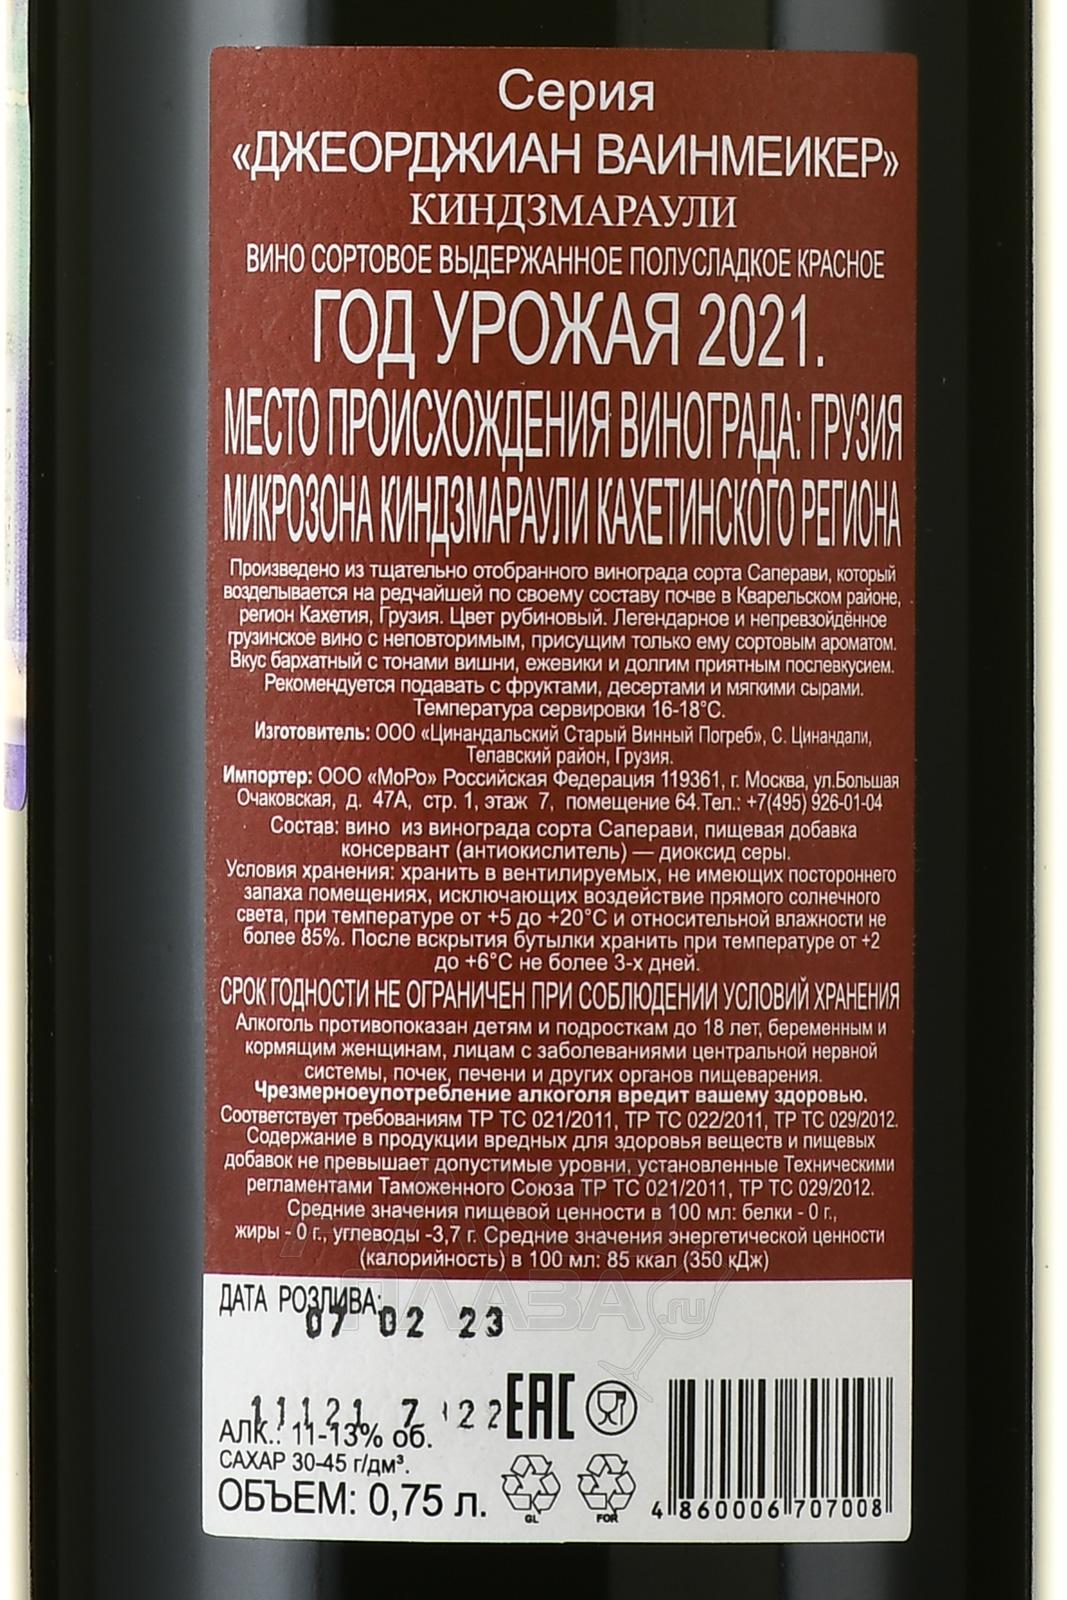 Серия
«ДЖЕОРДЖИАН ВАИНМЕИКЕР»
КИНДЗМАРАУЛИ
ВИНО СОРТОВОЕ ВЫДЕРЖАННОЕ ПОЛУСЛАДКОЕ КРАСНОЕ
ГОД УРОЖАЯ 2021.
МЕСТО ПРОИСХОЖДЕНИЯ ВИНОГРАДА: ГРУЗИЯ
МИКРОЗОНА КИНДЗМАРАУЛИ КАХЕТИНСКОГО РЕГИОНА
Произведено из тщательно отобранного винограда сорта Саперави, который
возделывается на редчайшей по своему составу почве в Кварельском районе,
регион Кахетия, Грузия. Цвет рубиновый. Легендарное и непревзойдённое
грузинское вино с неповторимым, присущим только ему сортовым ароматом.
Вкус бархатный с тонами вишни, ежевики и долгим приятным послевкусием.
Рекомендуется подавать с фруктами, десертами и мягкими сырами.
Температура сервировки 16-18°С.
Изготовитель: ООО «Цинандальский Старый Винный Погреб», С. Цинандали,
Телавский район, Грузия.
Импортер: ООО «МоРо» Российская Федерация 119361, г. Москва, ул.Большая
Очаковская, д. 47А, стр. 1, этаж 7, помещение 64.Тел.: +7(495) 926-01-04
Состав: вино из винограда сорта Саперави, пищевая добавка
консервант (антиокислитель) — диоксид серы.
Условия хранения: хранить в вентилируемых, не имеющих постороннего
запаха помещениях, исключающих воздействие прямого солнечного
света, при температуре от +5 до +20°С и относительной влажности не
более 85%. После вскрытия бутылки хранить при температуре от +2
до +6°С не более 3-х дней.
СРОК ГОДНОСТИ НЕ ОГРАНИЧЕН ПРИ СОБЛЮДЕНИИ УСЛОВИЙ ХРАНЕНИЯ
Алкоголь противопоказан детям и подросткам до 18 лет, беременным и
кормящим женщинам, лицам с заболеваниями центральной нервной
системы, почек, печени и других органов пищеварения.
Чрезмерноеупотребление алкоголя вредит вашему здоровью.
Соответствует требованиям ТР ТС 021/2011, ТР ТС 022/2011, ТР ТС 029/2012.
Содержание в продукции вредных для здоровья веществ и пищевых
добавок не превышает допустимые уровни, установленные Техническими
регламентами Таможенного Союза ТР ТС 021/2011, ТР ТС 029/2012.
Средние значения пищевой ценности в 100 мл: белки - 0 г.,
жиры - 0 г., углеводы -3,7 г. Средние значения энергетической ценности
(калорийность) в 100 мл: 85 ккал (350 кДж)
ПЛАЗА.ru
ДАТА РОЗЛИВА:
07 02 23
11121 7 22
EAC
АЛК.: 11-13% об.
САХАР 30-45 г/дм³.
ОБЪЕМ: 0,75 л.
GL FOR
4 860006 707008